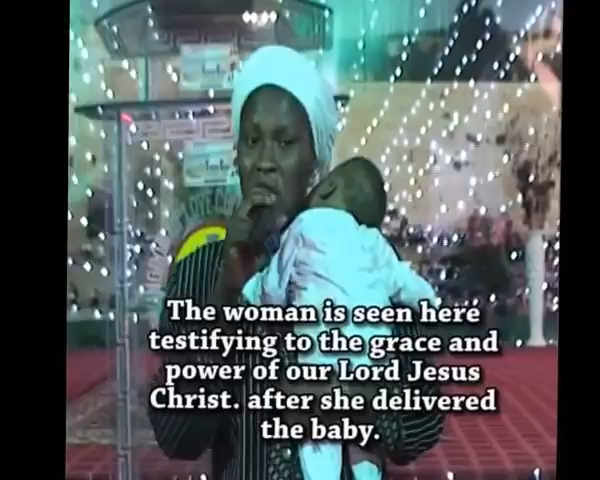 The woman is seen here
testifying to the grace and
power of our Lord Jesus
Christ. after she delivered
the baby.